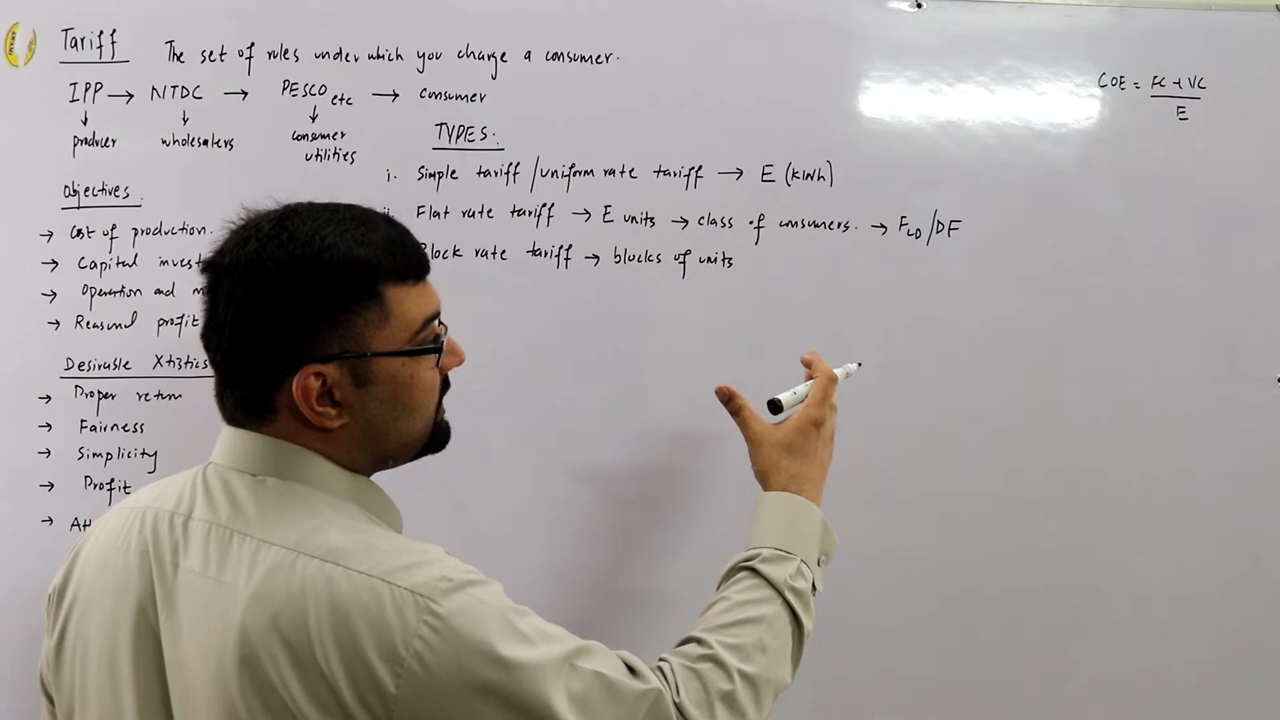 Tariff The set of rules under which you charge a consumer.
IPP → NTDC → PESCO etc → consumer
↓ ↓ ↓
producer wholesalers consumer utilities
COE = FC + VC / E
Objectives.
→ Cost of production.
→ Capital invest
→ Operation and m
→ Reasonal profit
Desirable Xtistics
→ Proper return
→ Fairness
→ Simplicity
→ Profit
→ Att
TYPES:
i. Simple tariff /uniform rate tariff → E (kWh)
Flat rate tariff → E units → class of consumers. → FLD/DF
Block rate tariff → blocks of units